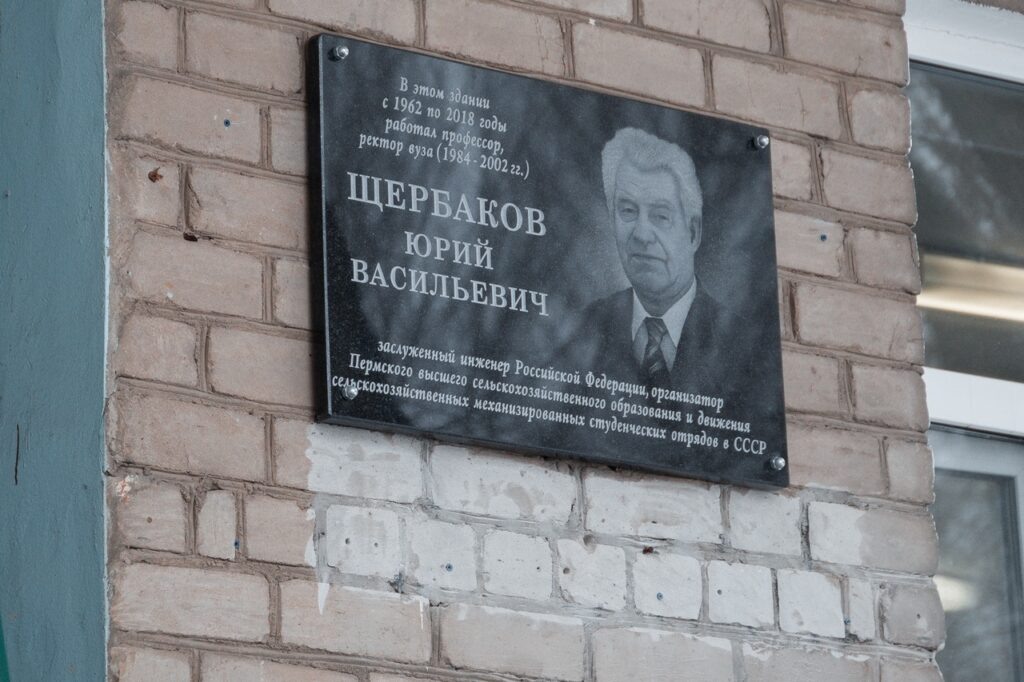 В этом здании
с 1962 по 2018 годы
работал профессор,
ректор вуза (1984-2002 гг.)
ЩЕРБАКОВ
ЮРИЙ
ВАСИЛЬЕВИЧ
заслуженный инженер Российской Федерации, организатор
Пермского высшего сельскохозяйственного образования и движения
сельскохозяйственных механизированных студенческих отрядов в СССР